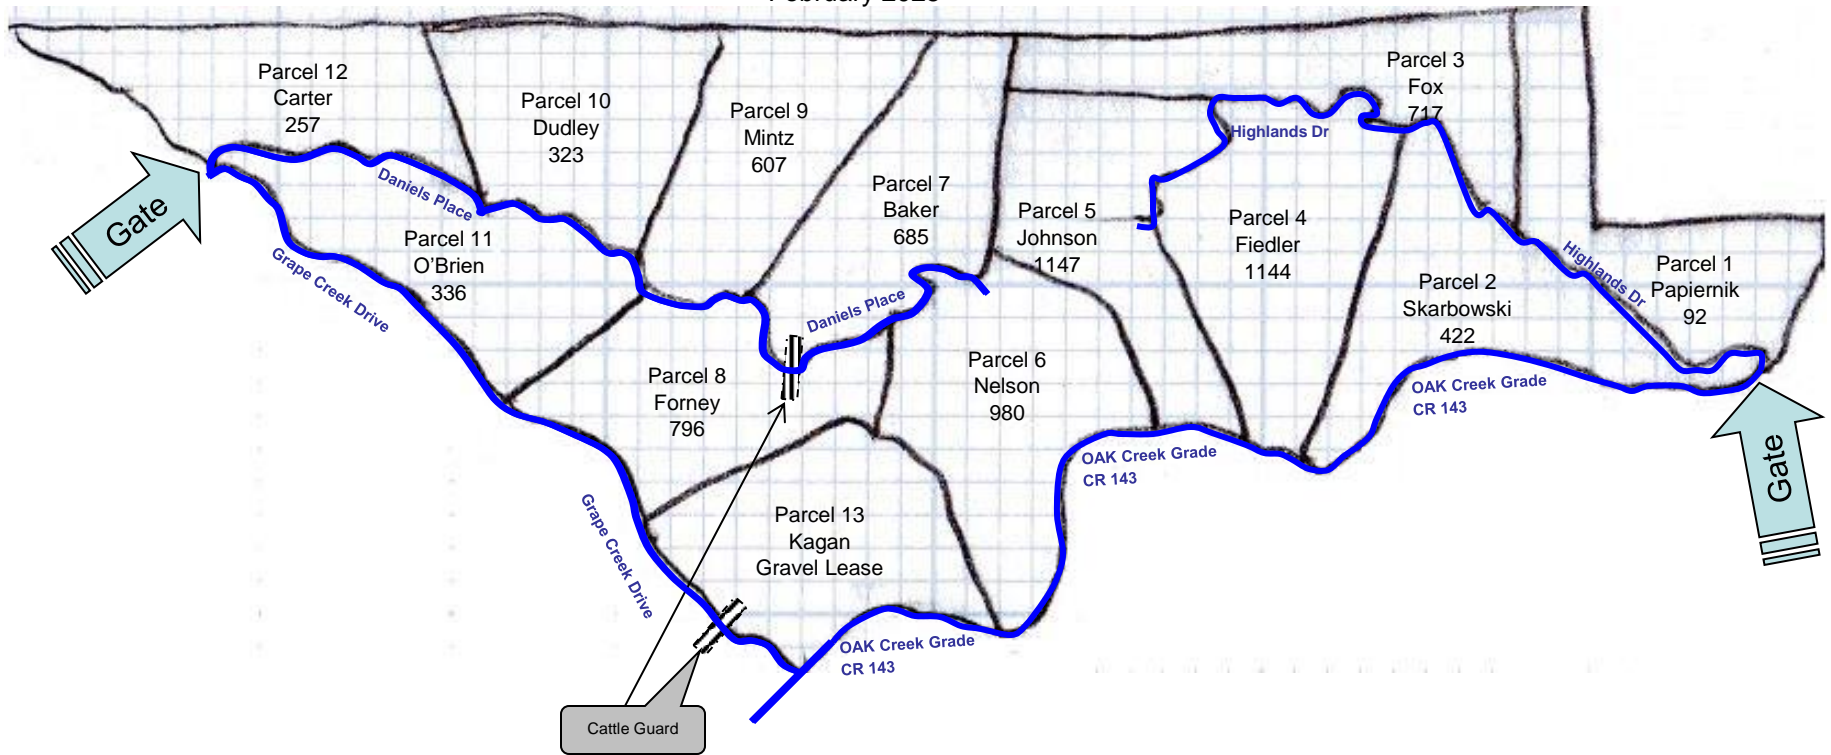 Parcel 12
Carter
257
Parcel 10
Dudley
323
Parcel 9
Mintz
607
Parcel 7
Baker
685
Parcel 5
Johnson
1147
Parcel 4
Fiedler
1144
Parcel 3
Fox
717
Parcel 2
Skarbowski
422
Parcel 1
Papiernik
92
Highlands Dr
Highlands Dr
Gate
Daniels Place
Parcel 11
O'Brien
336
Grape Creek Drive
Daniels Place
Parcel 8
Forney
796
Parcel 6
Nelson
980
OAK Creek Grade
CR 143
OAK Creek Grade
CR 143
Gate
Grape Creek Drive
Parcel 13
Kagan
Gravel Lease
OAK Creek Grade
CR 143
Cattle Guard